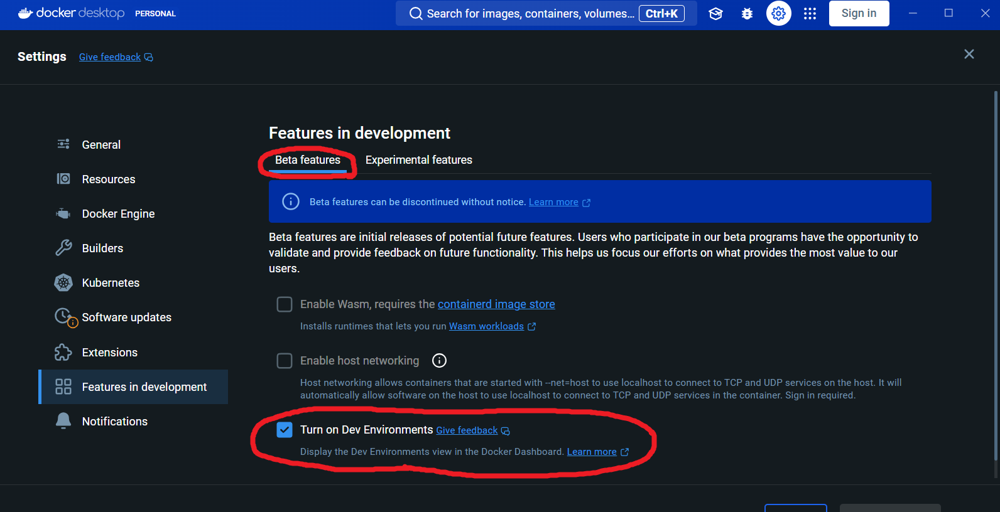 docker desktop PERSONAL
Search for images, containers, volumes... Ctrl+K
Sign in
Settings Give feedback
General
Resources
Docker Engine
Builders
Kubernetes
Software updates
Extensions
Features in development
Notifications
Features in development
Beta features Experimental features
Beta features can be discontinued without notice. Learn more
Beta features are initial releases of potential future features. Users who participate in our beta programs have the opportunity to
validate and provide feedback on future functionality. This helps us focus our efforts on what provides the most value to our
users.
Enable Wasm, requires the containerd image store
Installs runtimes that lets you run Wasm workloads
Enable host networking
Host networking allows containers that are started with --net=host to use localhost to connect to TCP and UDP services on the host. It will
automatically allow software on the host to use localhost to connect to TCP and UDP services in the container. Sign in required.
Turn on Dev Environments Give feedback
Display the Dev Environments view in the Docker Dashboard. Learn more